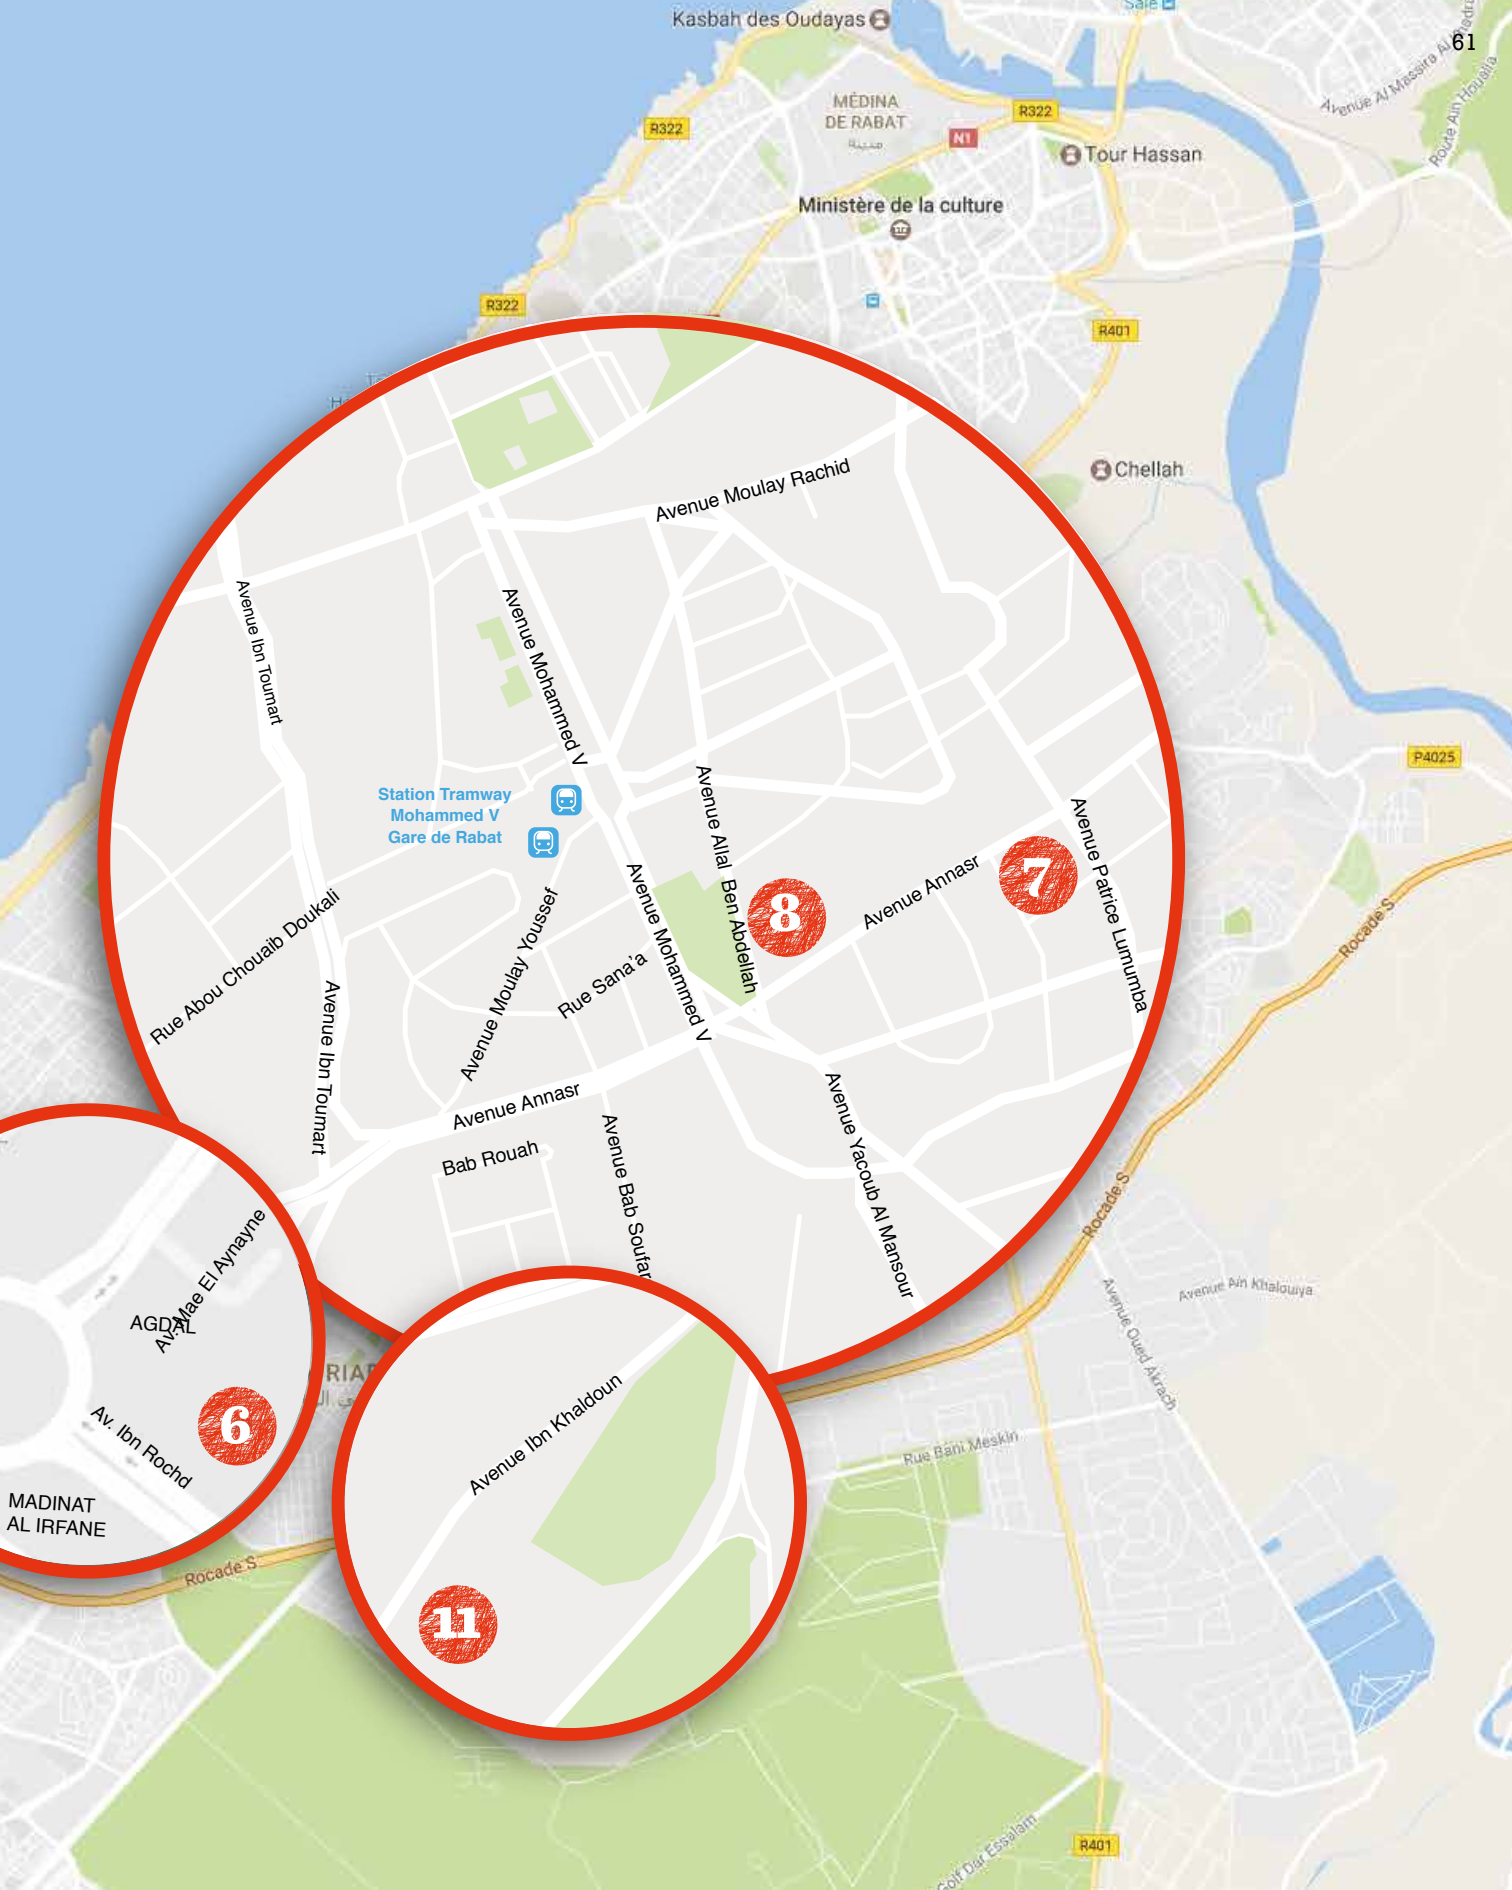 Kasbah des Oudayas
Salé
61
Avenue Al Massira Al
Route Ain Houalla
MÉDINA
DE RABAT
مدينة
R322
R322
N1
Tour Hassan
Ministère de la culture
R322
R401
Chellah
Avenue Moulay Rachid
Avenue Ibn Toumart
Avenue Mohammed V
P4025
Station Tramway
Mohammed V
Gare de Rabat
Avenue Allal Ben Abdellah
Avenue Patrice Lumumba
7
8
Avenue Annasr
Rocade S
Rue Abou Chouaib Doukali
Avenue Moulay Youssef
Avenue Mohammed V
Rue Sana'a
Avenue Ibn Toumart
Avenue Annasr
Avenue Yacoub Al Mansour
Bab Rouah
Avenue Bab Soufar
Rocade S
Av. Mae El Aynayne
AGDAL
Avenue Ain Khalouiya
Avenue Oued Akrach
RIA
6
Av. Ibn Rochd
Avenue Ibn Khaldoun
Rue Bani Meskin
MADINAT
AL IRFANE
Rocade S
11
R401
Golf Dar Essalam